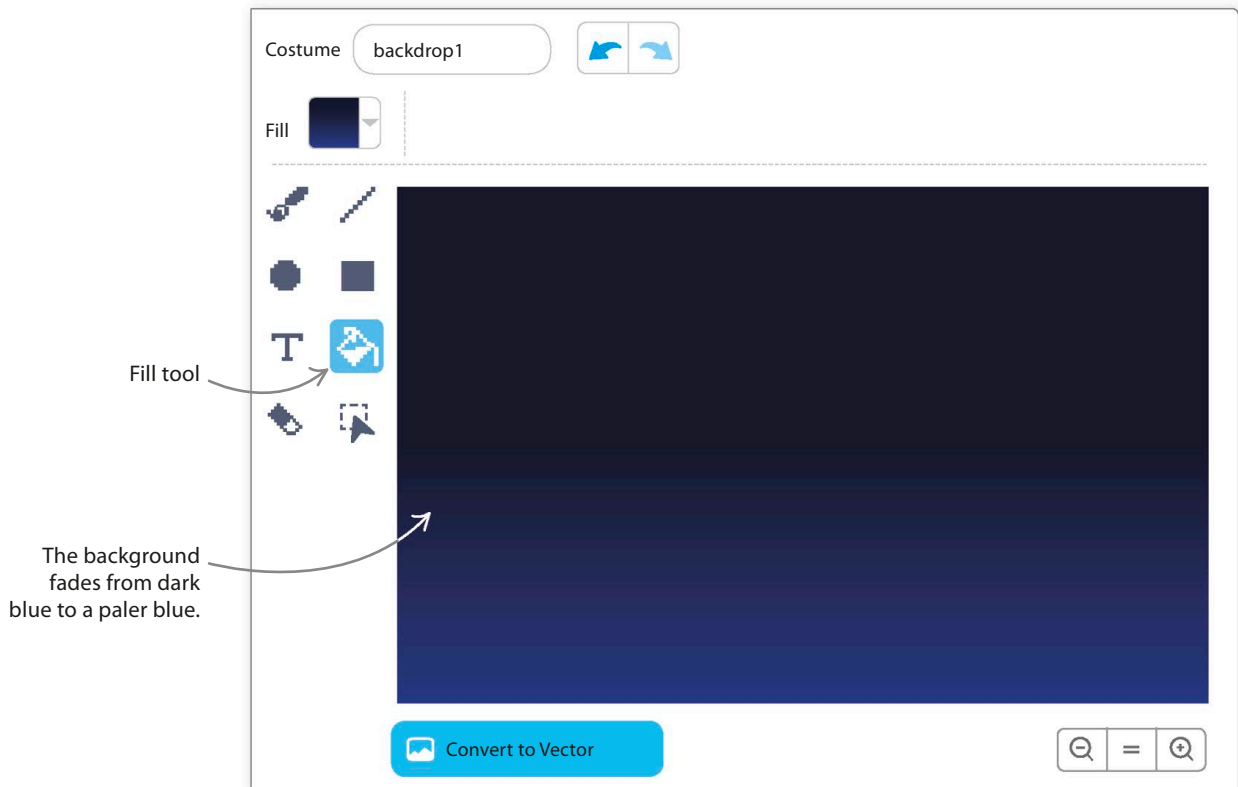 Costume
backdrop1
Fill
T
Fill tool
The background
fades from dark
blue to a paler blue.
Convert to Vector